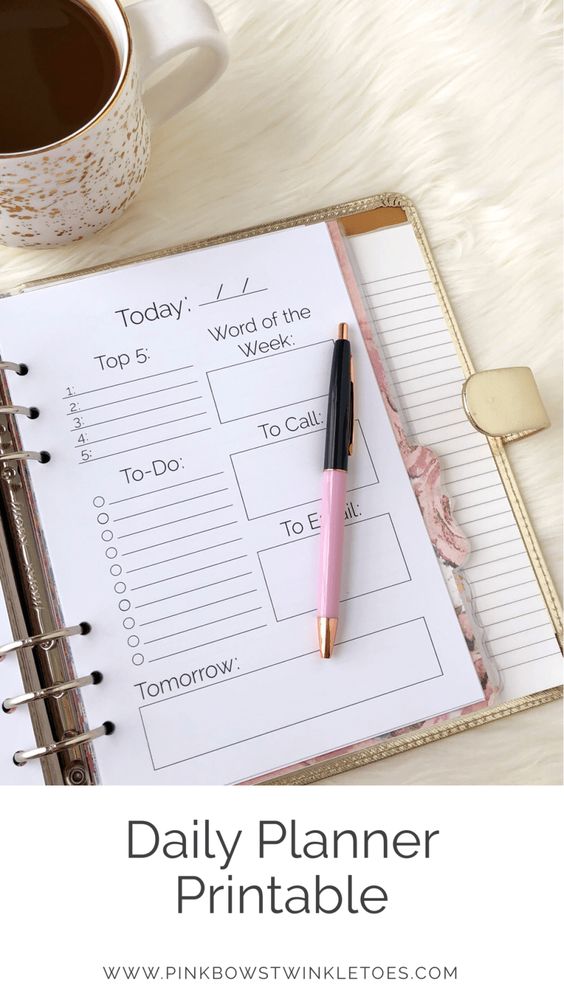 Today: / /
Top 5:
1:
2:
3:
4:
5:
To-Do:
Word of the
Week:
To Call:
To Email:
Tomorrow:
Daily Planner
Printable
WWW.PINKBOWSTWINKLETOES.COM